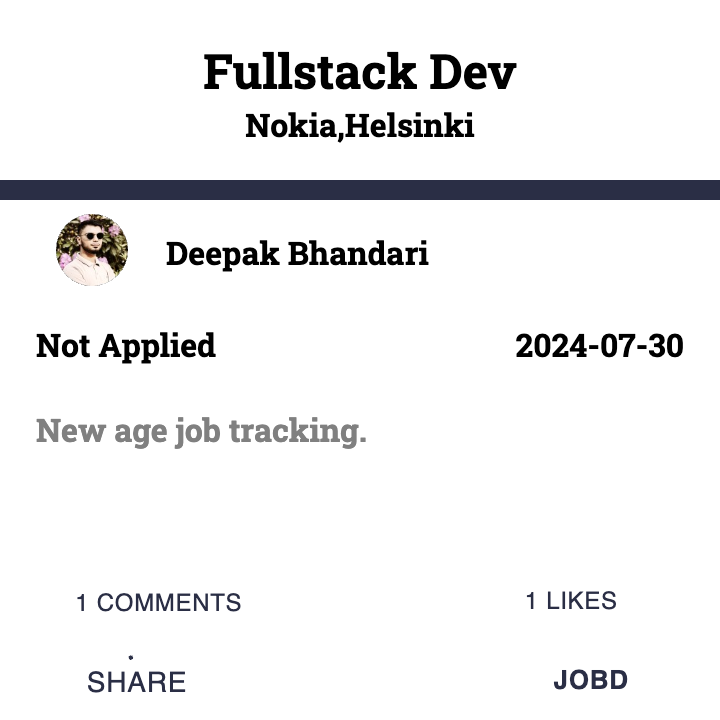 Fullstack Dev
Nokia,Helsinki
Deepak Bhandari
Not Applied 2024-07-30
New age job tracking.
1 COMMENTS 1 LIKES
SHARE JOBD